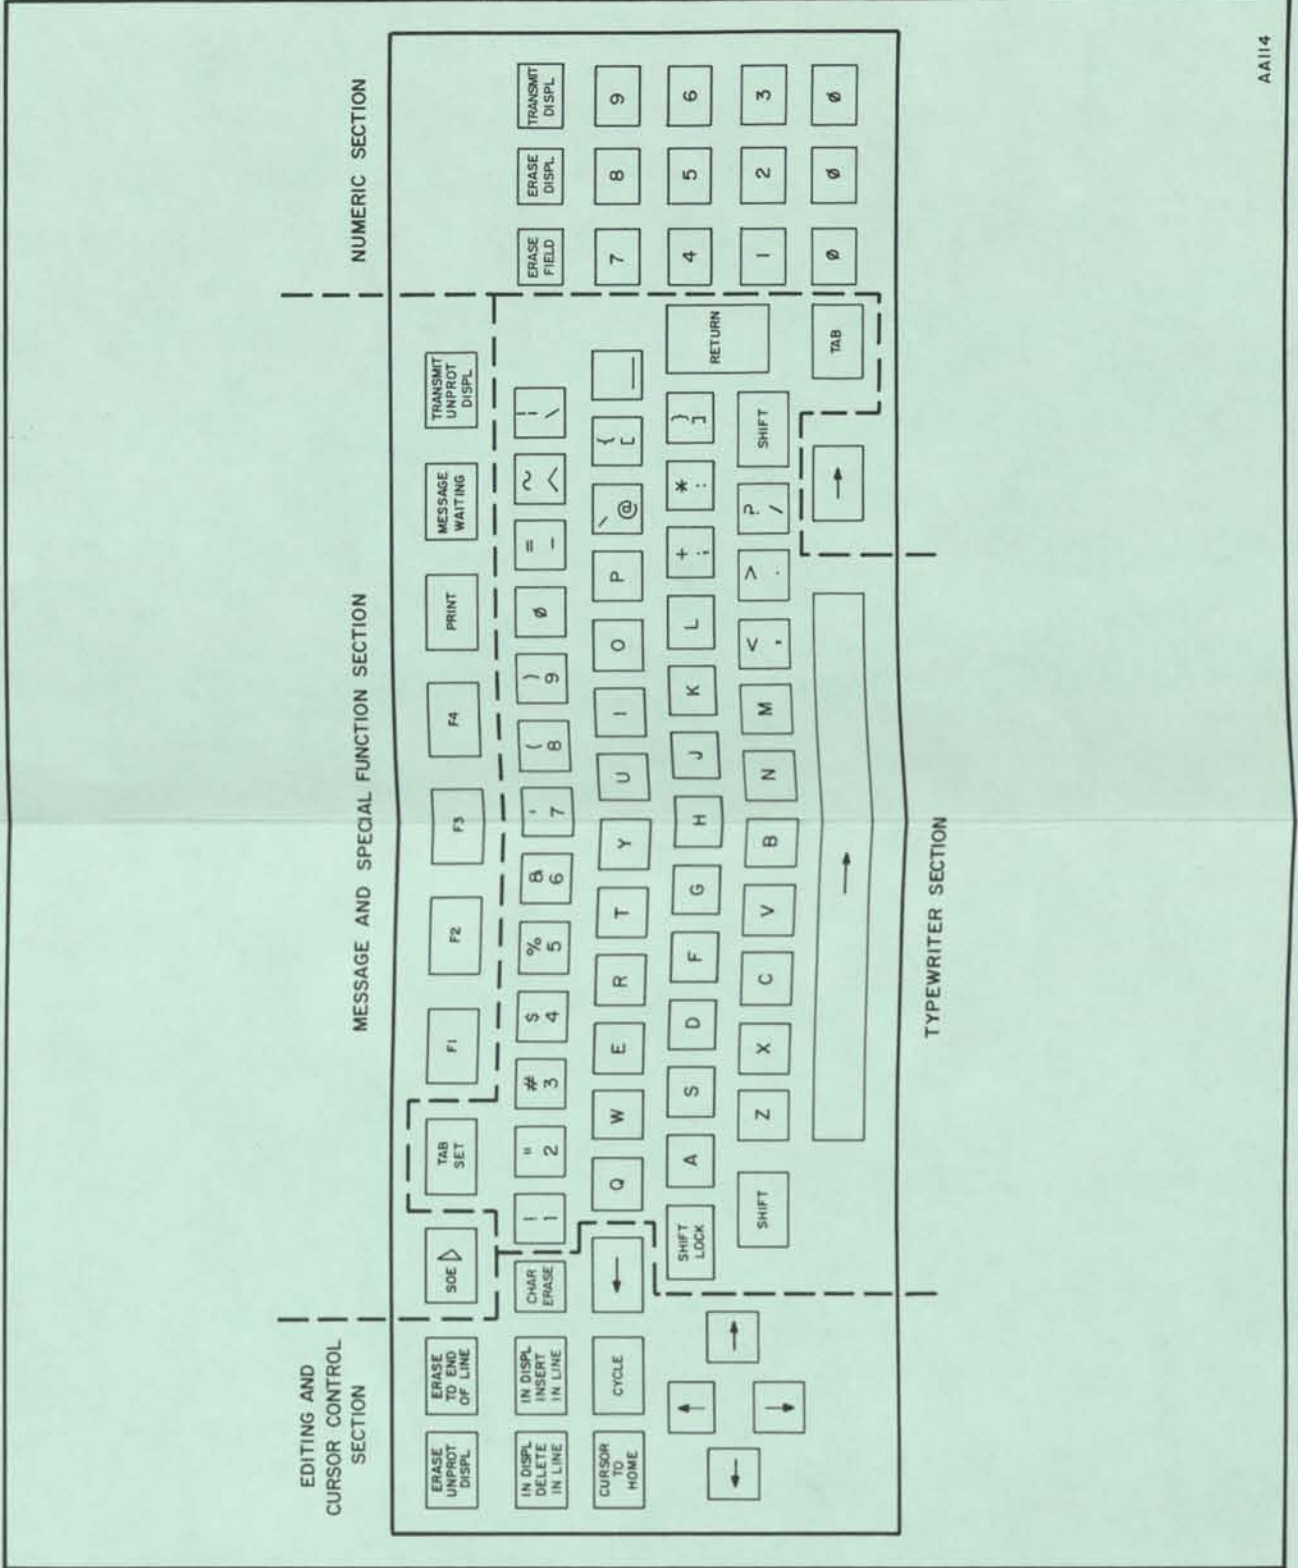 EDITING AND
CURSOR CONTROL
SECTION
MESSAGE AND SPECIAL FUNCTION SECTION
NUMERIC SECTION
ERASE
UNPROT
DISPL
ERASE
TO END
OF LINE
SOE ▷
TAB
SET
F1
F2
F3
F4
PRINT
MESSAGE
WAITING
TRANSMIT
UNPROT
DISPL
IN DISPL
DELETE
IN LINE
IN DISPL
INSERT
IN LINE
CHAR
ERASE
!
1
"
2
#
3
$
4
%
5
&
6
'
7
(
8
)
9
Ø
=
-
~
^
¦
\
ERASE
FIELD
ERASE
DISPL
TRANSMIT
DISPL
CURSOR
TO
HOME
CYCLE
←
Q
W
E
R
T
Y
U
I
O
P
`
@
{
[
_
7
8
9
←
↑
↓
→
SHIFT
LOCK
A
S
D
F
G
H
J
K
L
+
;
*
:
}
]
RETURN
4
5
6
SHIFT
Z
X
C
V
B
N
M
<
,
>
.
?
/
SHIFT
1
2
3
→
→
TAB
Ø
Ø
Ø
TYPEWRITER SECTION
AA114